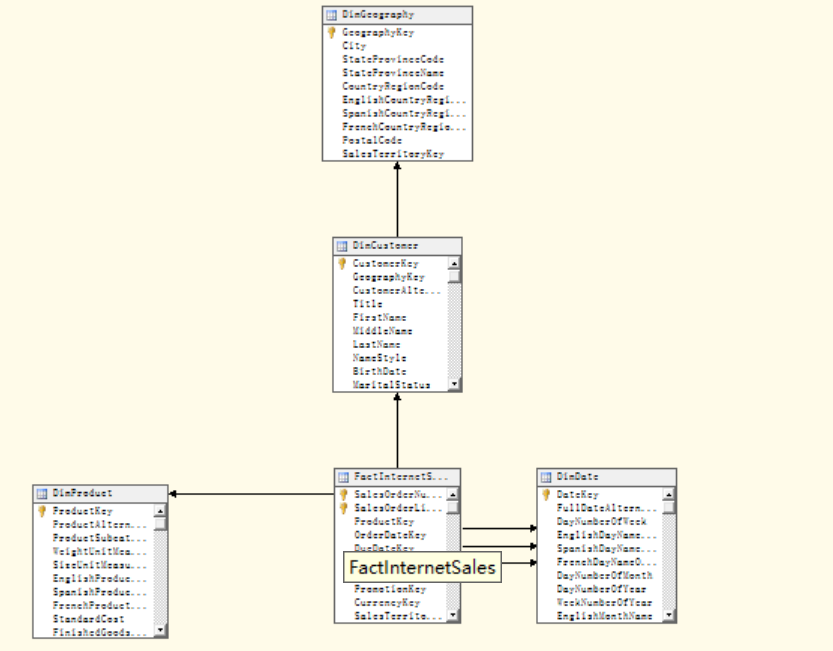 DimGeography
GeographyKey
City
StateProvinceCode
StateProvinceName
CountryRegionCode
EnglishCountryRegi...
SpanishCountryRegi...
FrenchCountryRegio...
PostalCode
SalesTerritoryKey
DimCustomer
CustomerKey
GeographyKey
CustomerAlte...
Title
FirstName
MiddleName
LastName
NameStyle
BirthDate
MaritalStatus
DimProduct
ProductKey
ProductAltern...
ProductSubcat...
WeightUnitMea...
SizeUnitMeasu...
EnglishProduc...
SpanishProduc...
FrenchProduct...
StandardCost
FinishedGoods...
FactInternetS...
SalesOrderNu...
SalesOrderLi...
ProductKey
OrderDateKey
DueDateKey
FactInternetSales
PromotionKey
CurrencyKey
SalesTerrito...
DimDate
DateKey
FullDateAltern...
DayNumberOfWeek
EnglishDayName...
SpanishDayName...
FrenchDayNameO...
DayNumberOfMonth
DayNumberOfYear
WeekNumberOfYear
EnglishMonthName